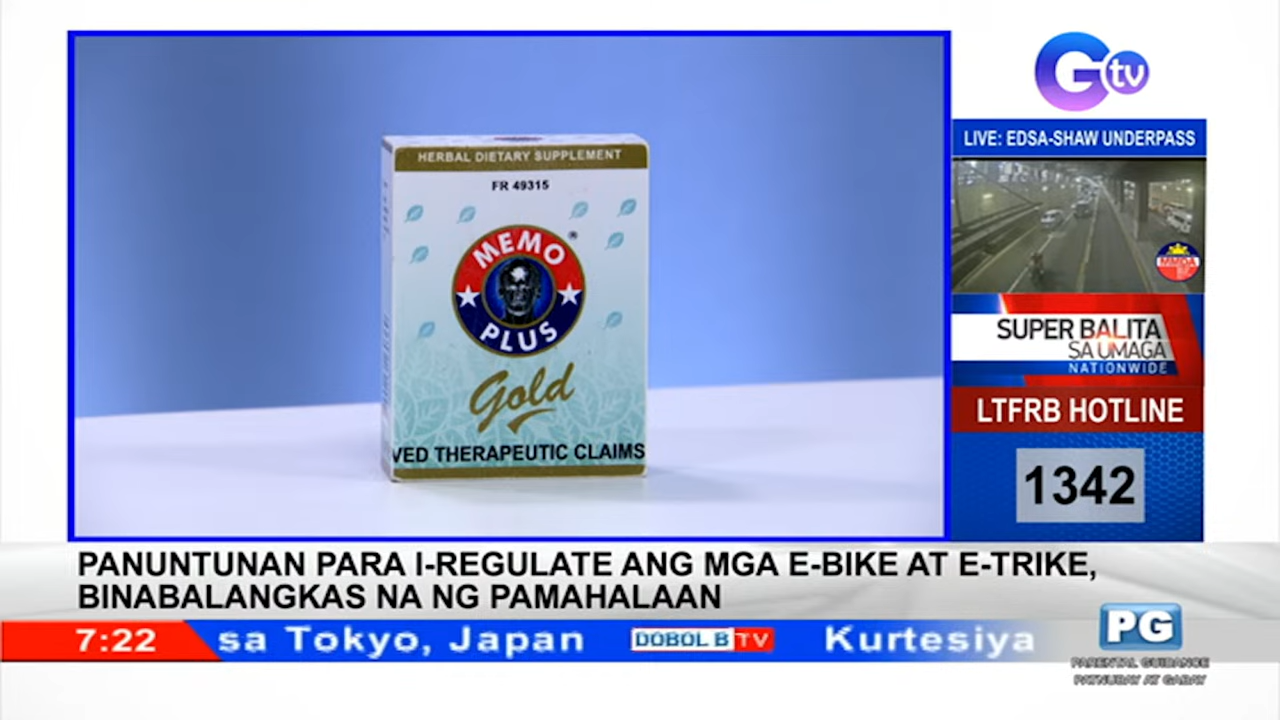 HERBAL DIETARY SUPPLEMENT
FR 49315
MEMO
PLUS
®
Gold
VED THERAPEUTIC CLAIMS
G tv
LIVE: EDSA-SHAW UNDERPASS
MMDA
SUPER BALITA
SA UMAGA
NATIONWIDE
LTFRB HOTLINE
1342
PANUNTUNAN PARA I-REGULATE ANG MGA E-BIKE AT E-TRIKE,
BINABALANGKAS NA NG PAMAHALAAN
7:22 sa Tokyo, Japan DOBOL B TV Kurtesiya
PG
PARENTAL GUIDANCE
PATNUBAY AT GABAY